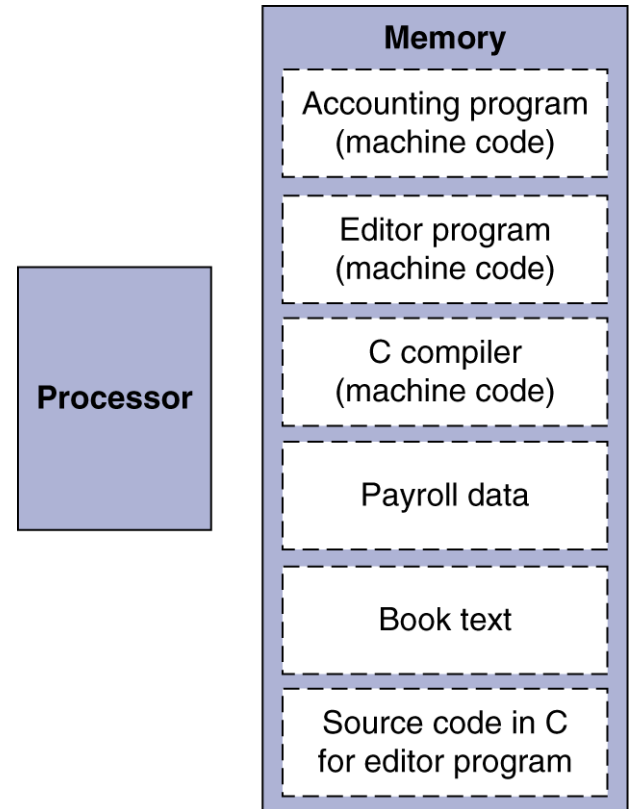 Memory
Accounting program
(machine code)
Editor program
(machine code)
Processor
C compiler
(machine code)
Payroll data
Book text
Source code in C
for editor program